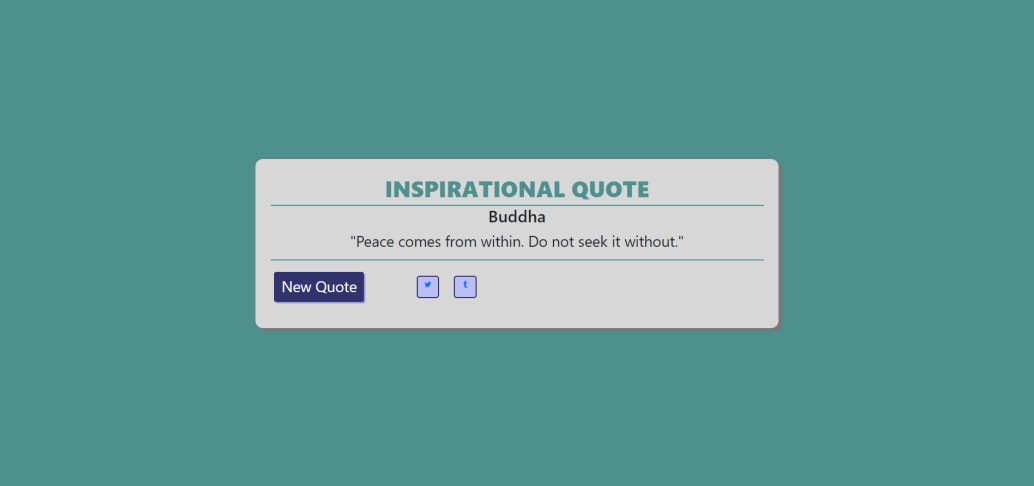 INSPIRATIONAL QUOTE
Buddha
"Peace comes from within. Do not seek it without."
New Quote
t